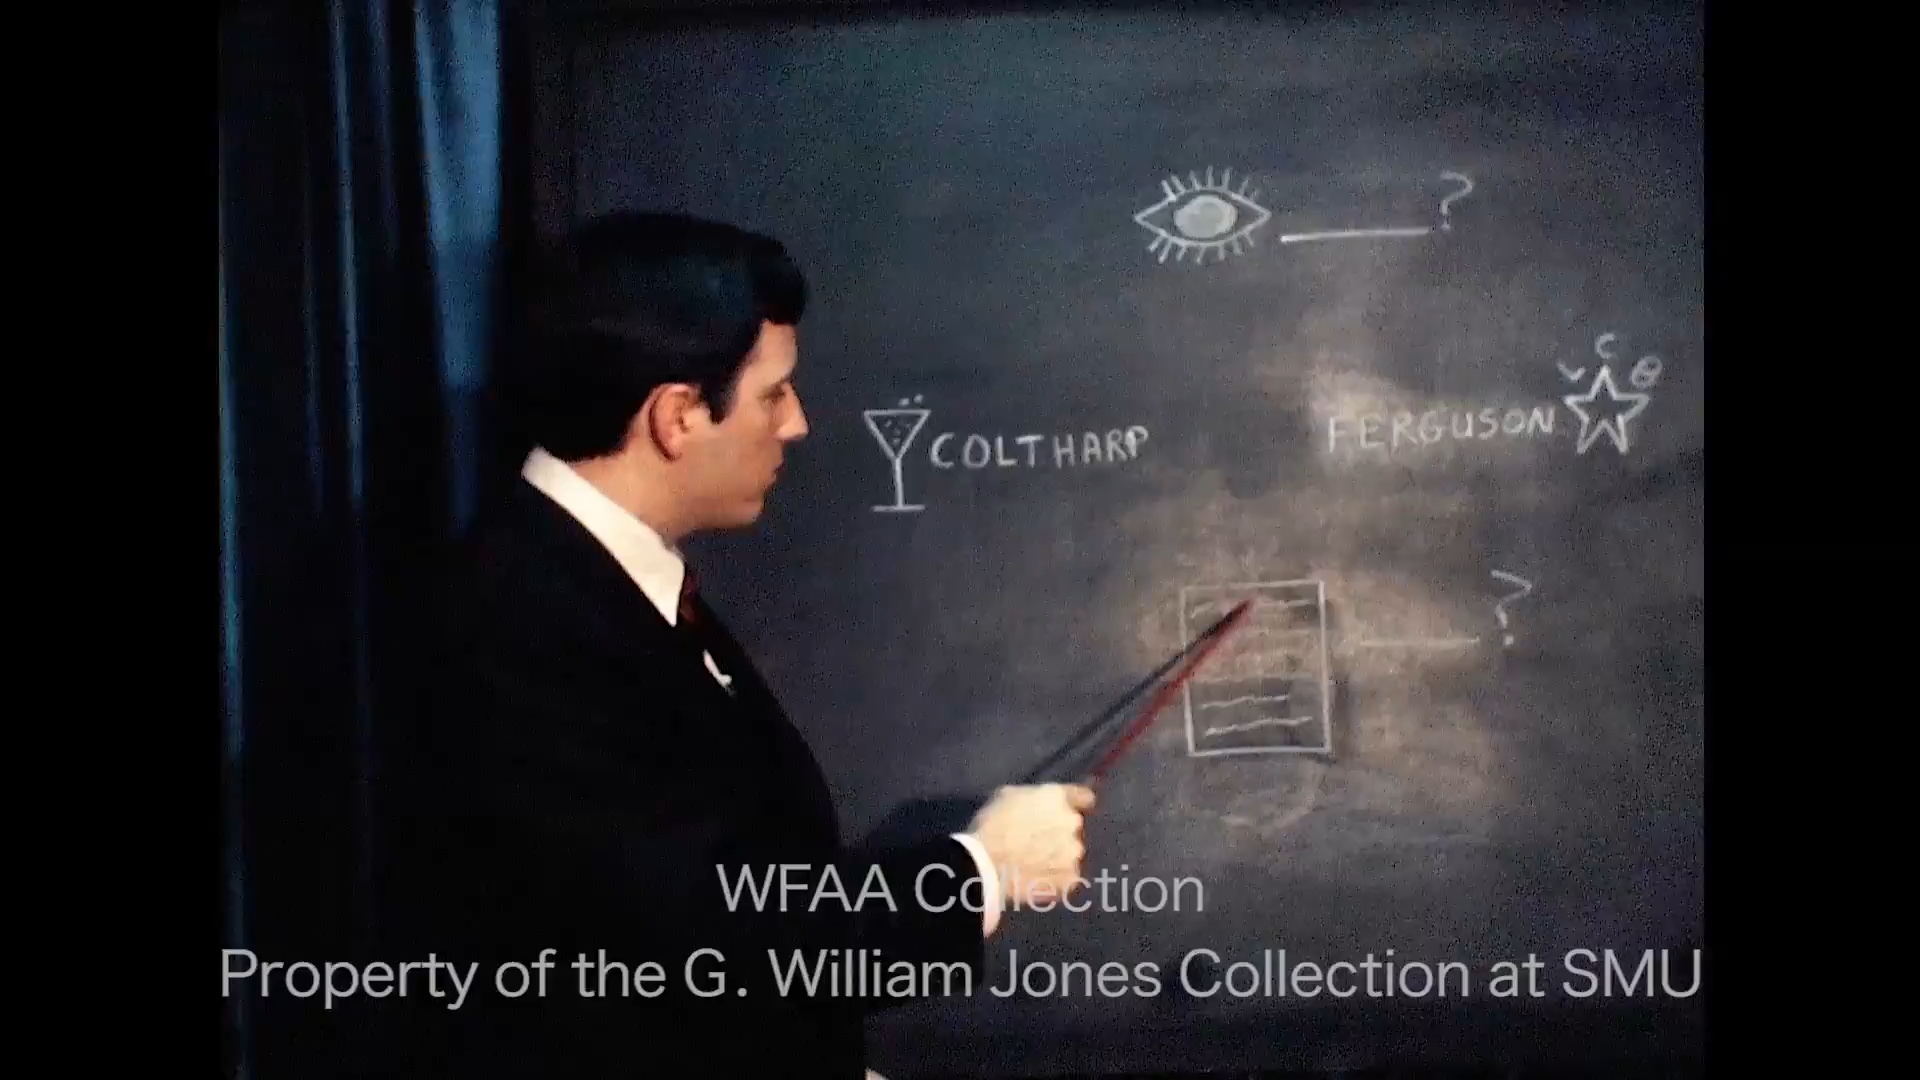 ?
C
COLTHARP
FERGUSON
?
WFAA Collection
Property of the G. William Jones Collection at SMU